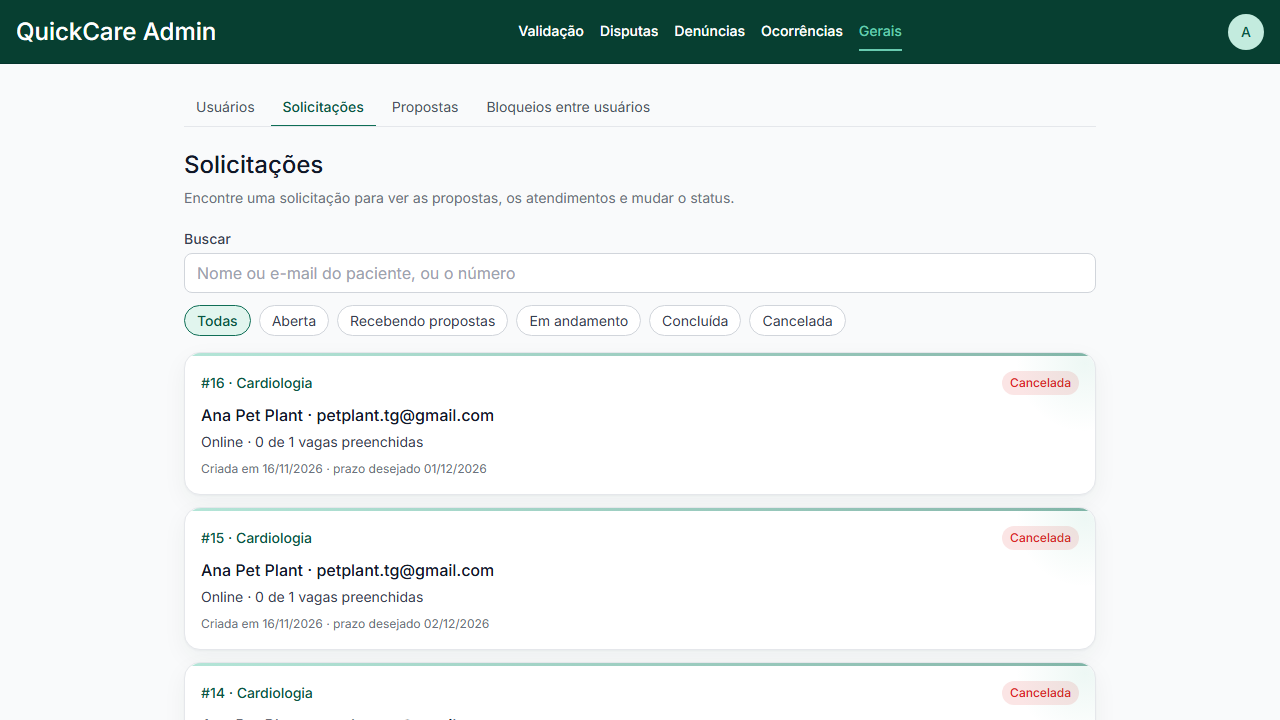 QuickCare Admin
Validação Disputas Denúncias Ocorrências Gerais
A
Usuários Solicitações Propostas Bloqueios entre usuários
Solicitações
Encontre uma solicitação para ver as propostas, os atendimentos e mudar o status.
Buscar
Nome ou e-mail do paciente, ou o número
Todas Aberta Recebendo propostas Em andamento Concluída Cancelada
#16 · Cardiologia Cancelada
Ana Pet Plant · petplant.tg@gmail.com
Online · 0 de 1 vagas preenchidas
Criada em 16/11/2026 · prazo desejado 01/12/2026
#15 · Cardiologia Cancelada
Ana Pet Plant · petplant.tg@gmail.com
Online · 0 de 1 vagas preenchidas
Criada em 16/11/2026 · prazo desejado 02/12/2026
#14 · Cardiologia Cancelada